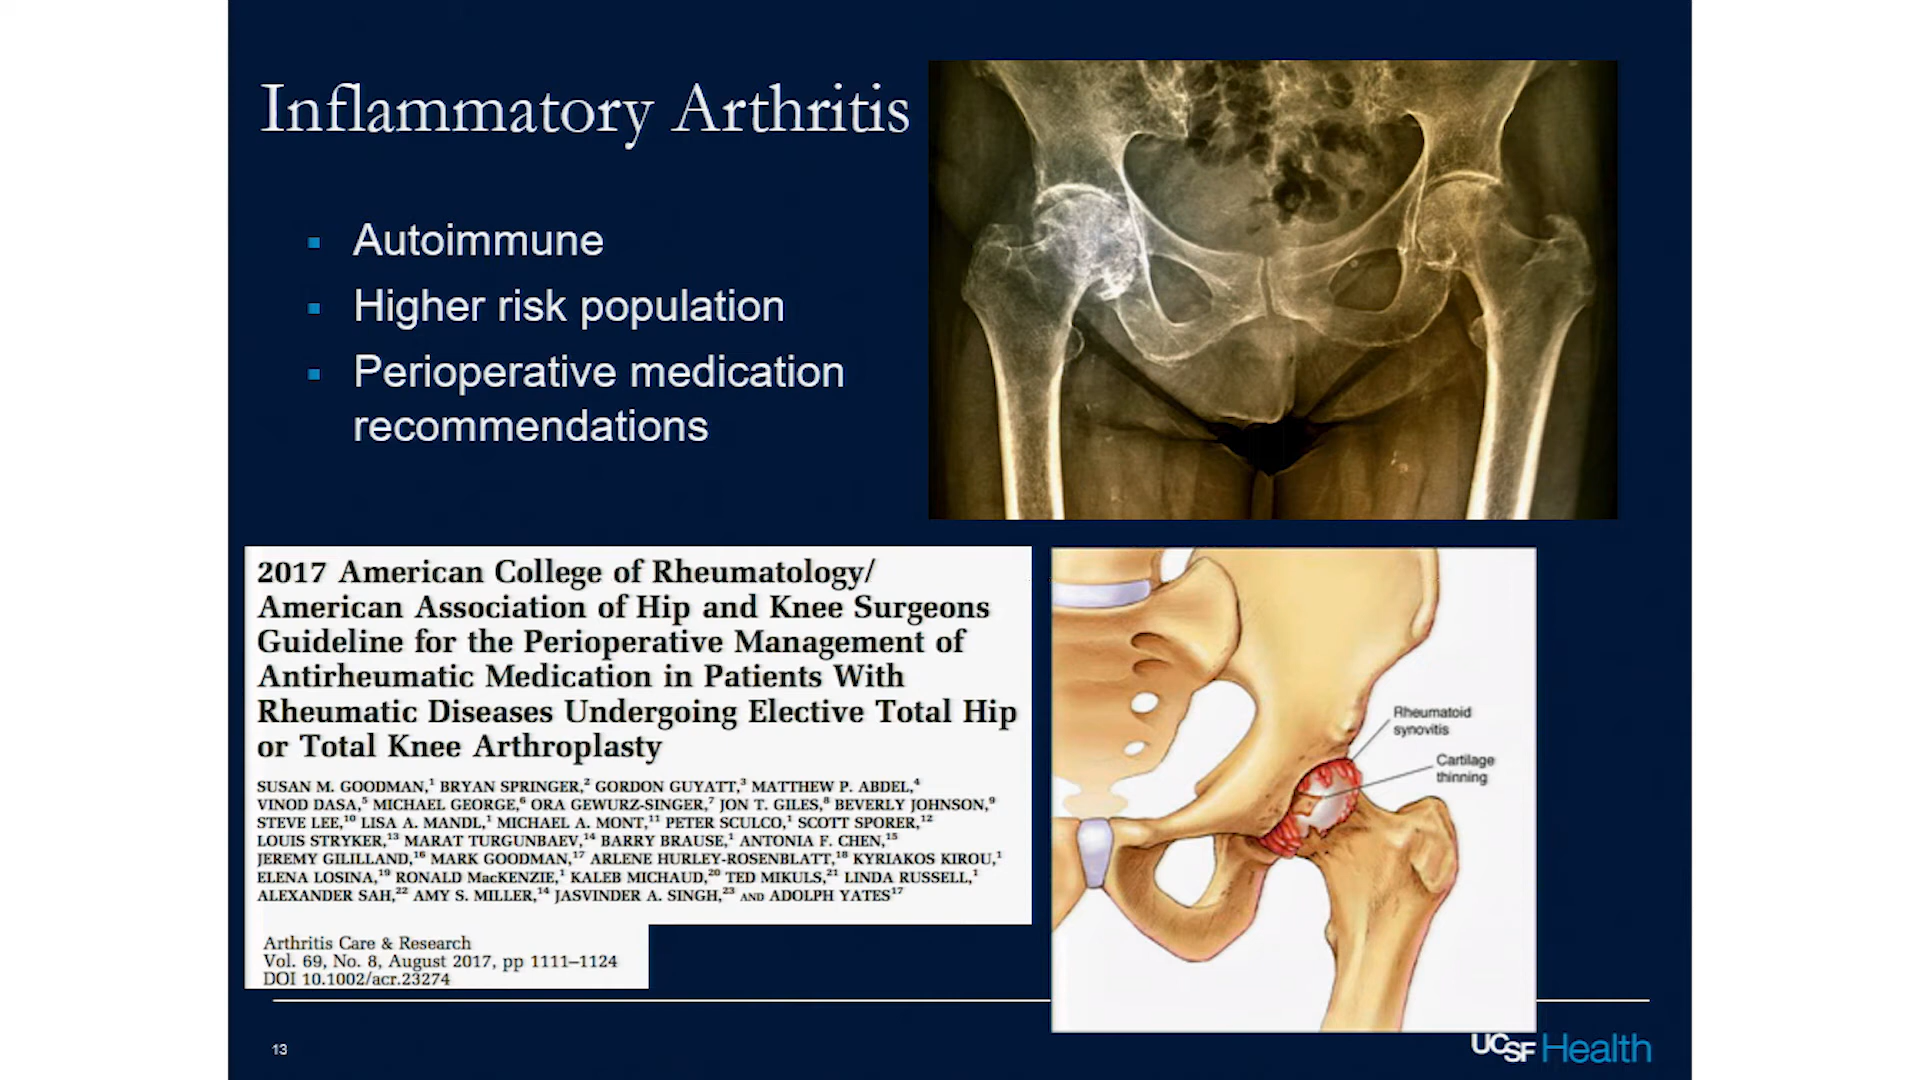 Inflammatory Arthritis
▪ Autoimmune
▪ Higher risk population
▪ Perioperative medication
recommendations
2017 American College of Rheumatology/
American Association of Hip and Knee Surgeons
Guideline for the Perioperative Management of
Antirheumatic Medication in Patients With
Rheumatic Diseases Undergoing Elective Total Hip
or Total Knee Arthroplasty
SUSAN M. GOODMAN,¹ BRYAN SPRINGER,² GORDON GUYATT,³ MATTHEW P. ABDEL,⁴
VINOD DASA,⁵ MICHAEL GEORGE,⁶ ORA GEWURZ-SINGER,⁷ JON T. GILES,⁸ BEVERLY JOHNSON,⁹
STEVE LEE,¹⁰ LISA A. MANDL,¹ MICHAEL A. MONT,¹¹ PETER SCULCO,¹ SCOTT SPORER,¹²
LOUIS STRYKER,¹³ MARAT TURGUNBAEV,¹⁴ BARRY BRAUSE,¹ ANTONIA F. CHEN,¹⁵
JEREMY GILILLAND,¹⁶ MARK GOODMAN,¹⁷ ARLENE HURLEY-ROSENBLATT,¹⁸ KYRIAKOS KIROU,¹
ELENA LOSINA,¹⁹ RONALD MacKENZIE,¹ KALEB MICHAUD,²⁰ TED MIKULS,²¹ LINDA RUSSELL,¹
ALEXANDER SAH,²² AMY S. MILLER,¹⁴ JASVINDER A. SINGH,²³ AND ADOLPH YATES¹⁷
Arthritis Care & Research
Vol. 69, No. 8, August 2017, pp 1111–1124
DOI 10.1002/acr.23274
Rheumatoid
synovitis
Cartilage
thinning
13
UCSF Health